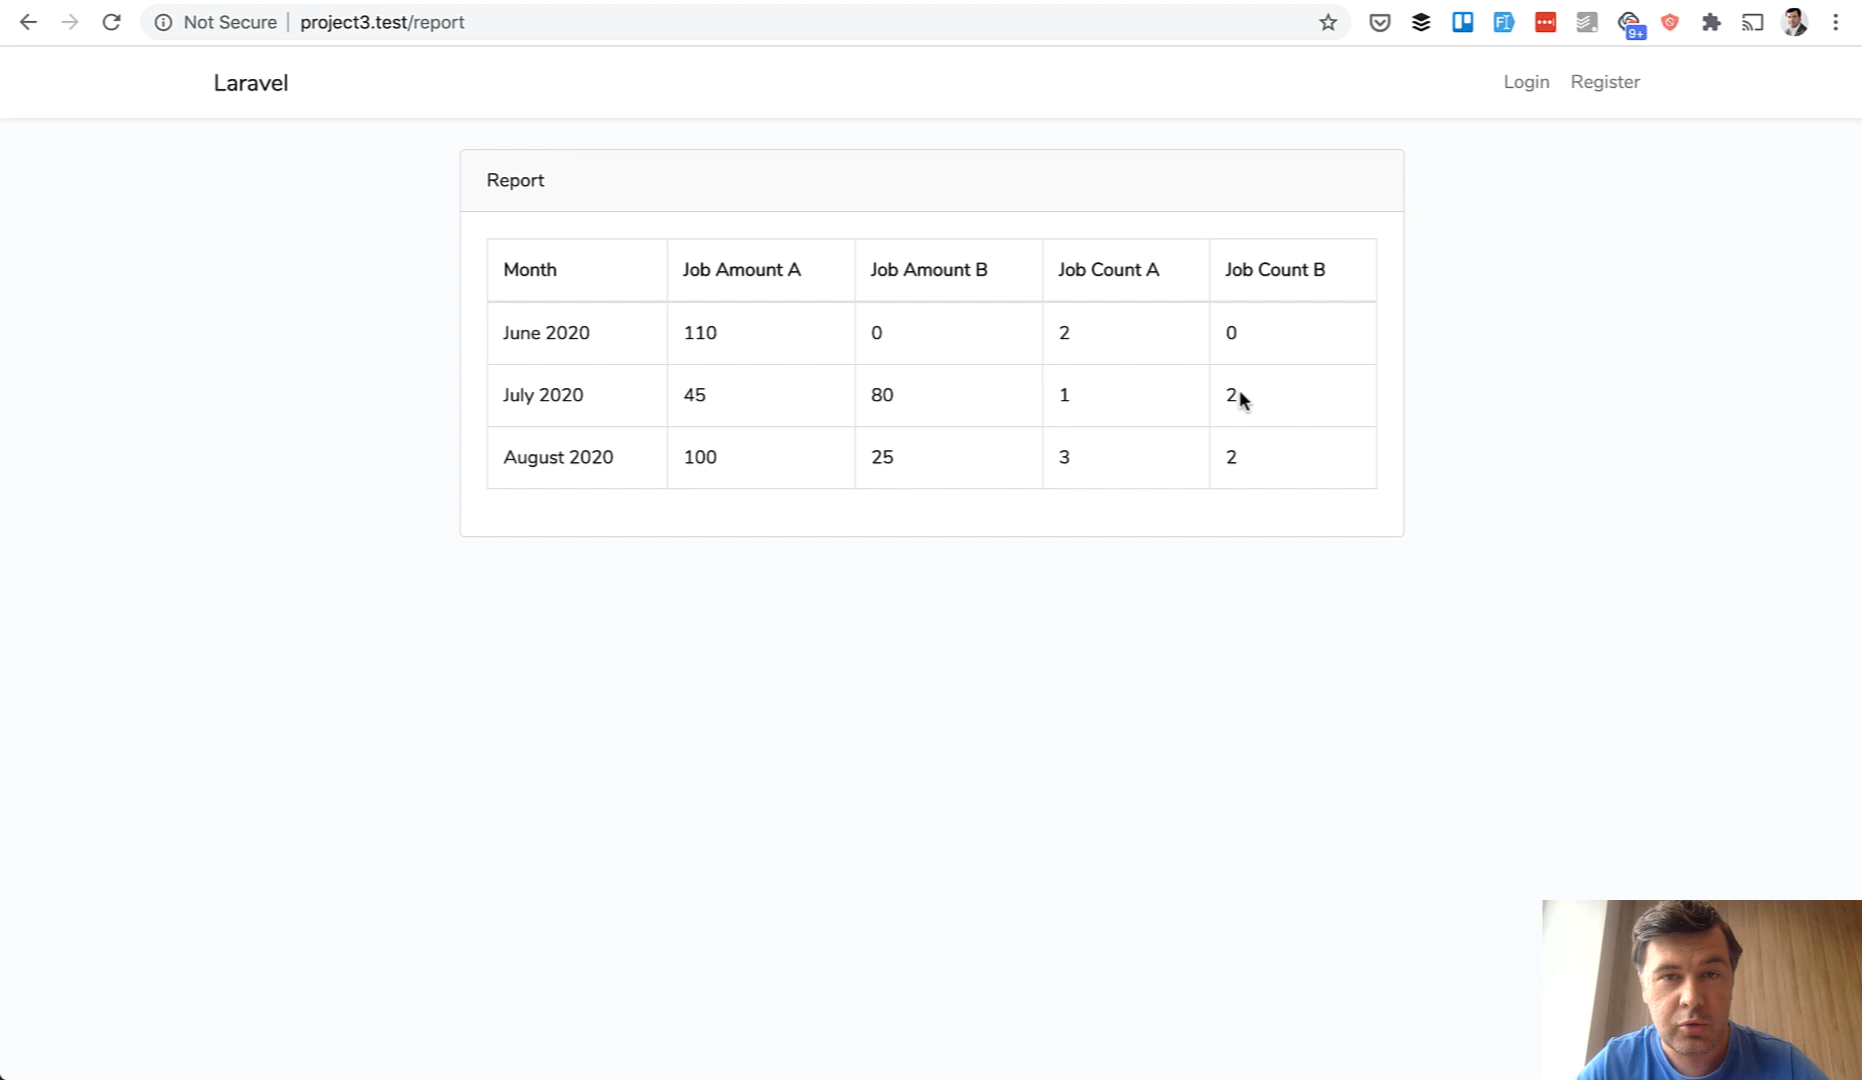 Not Secure | project3.test/report
9+
Laravel
Login Register
Report
Month Job Amount A Job Amount B Job Count A Job Count B
June 2020 110 0 2 0
July 2020 45 80 1 2
August 2020 100 25 3 2